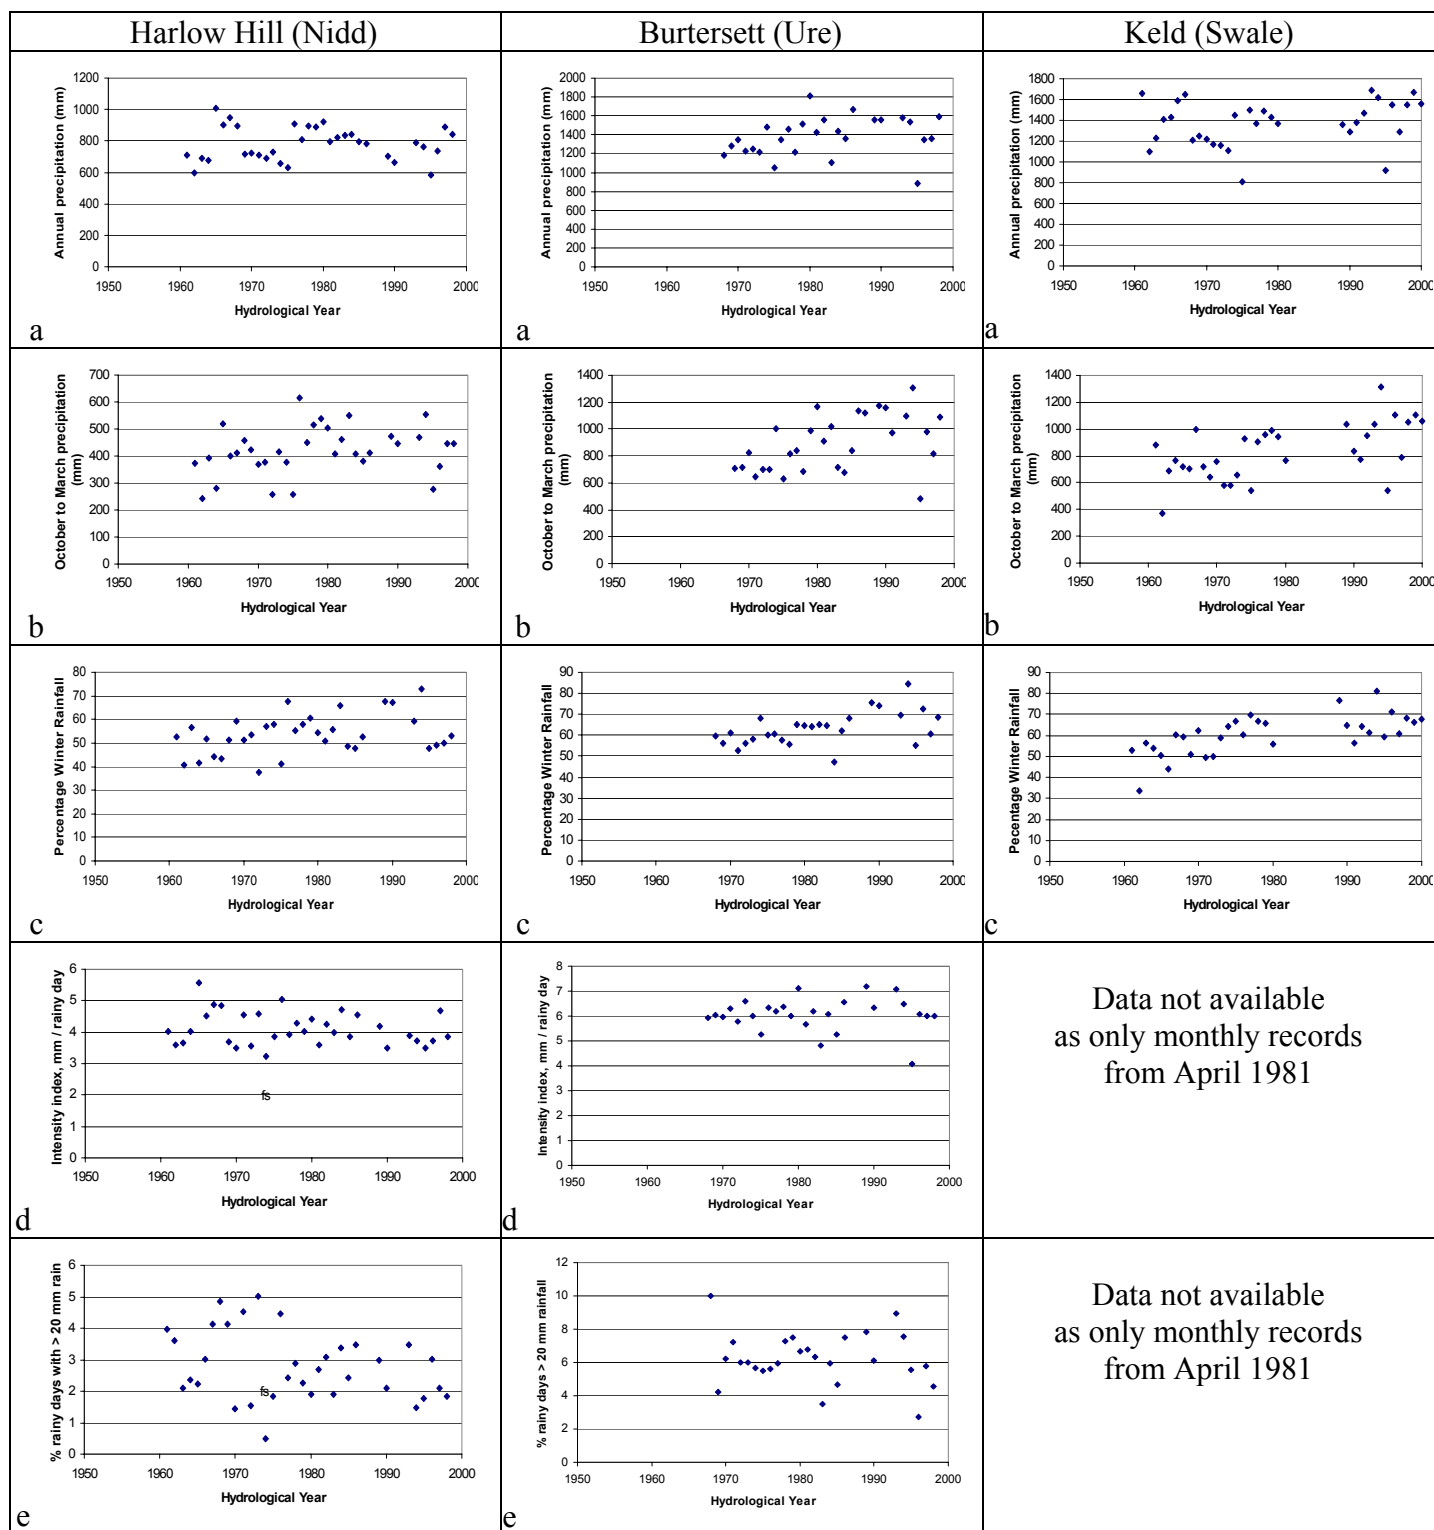 Harlow Hill (Nidd)
Burtersett (Ure)
Keld (Swale)
Annual precipitation (mm)
1200
1000
800
600
400
200
0
1950 1960 1970 1980 1990 2000
Hydrological Year
a
Annual precipitation (mm)
2000
1800
1600
1400
1200
1000
800
600
400
200
0
1950 1960 1970 1980 1990 2000
Hydrological Year
a
Annual precipitation (mm)
1800
1600
1400
1200
1000
800
600
400
200
0
1950 1960 1970 1980 1990 2000
Hydrological Year
a
October to March precipitation (mm)
700
600
500
400
300
200
100
0
1950 1960 1970 1980 1990 2000
Hydrological Year
b
October to March precipitation
(mm)
1400
1200
1000
800
600
400
200
0
1950 1960 1970 1980 1990 2000
Hydrological Year
b
October to March precipitation
(mm)
1400
1200
1000
800
600
400
200
0
1950 1960 1970 1980 1990 2000
Hydrological Year
b
Percentage Winter Rainfall
80
70
60
50
40
30
20
10
0
1950 1960 1970 1980 1990 2000
Hydrological Year
c
Percentage Winter Rainfall
90
80
70
60
50
40
30
20
10
0
1950 1960 1970 1980 1990 2000
Hydrological Year
c
Pecentage Winter Rainfall
90
80
70
60
50
40
30
20
10
0
1950 1960 1970 1980 1990 2000
Hydrological Year
c
Intensity index, mm / rainy day
6
5
4
3
2
1
0
fs
1950 1960 1970 1980 1990 2000
Hydrological Year
d
Intensity index, mm / rainy day
8
7
6
5
4
3
2
1
0
1950 1960 1970 1980 1990 2000
Hydrological Year
d
Data not available
as only monthly records
from April 1981
% rainy days with > 20 mm rain
6
5
4
3
2
1
0
fs
1950 1960 1970 1980 1990 2000
Hydrological Year
e
% rainy days > 20 mm rainfall
12
10
8
6
4
2
0
1950 1960 1970 1980 1990 2000
Hydrological Year
e
Data not available
as only monthly records
from April 1981